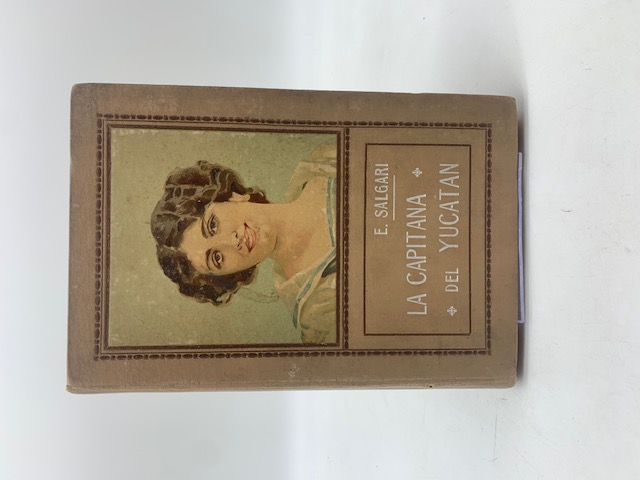 E. SALGARI
LA CAPITANA
DEL YUCATAN